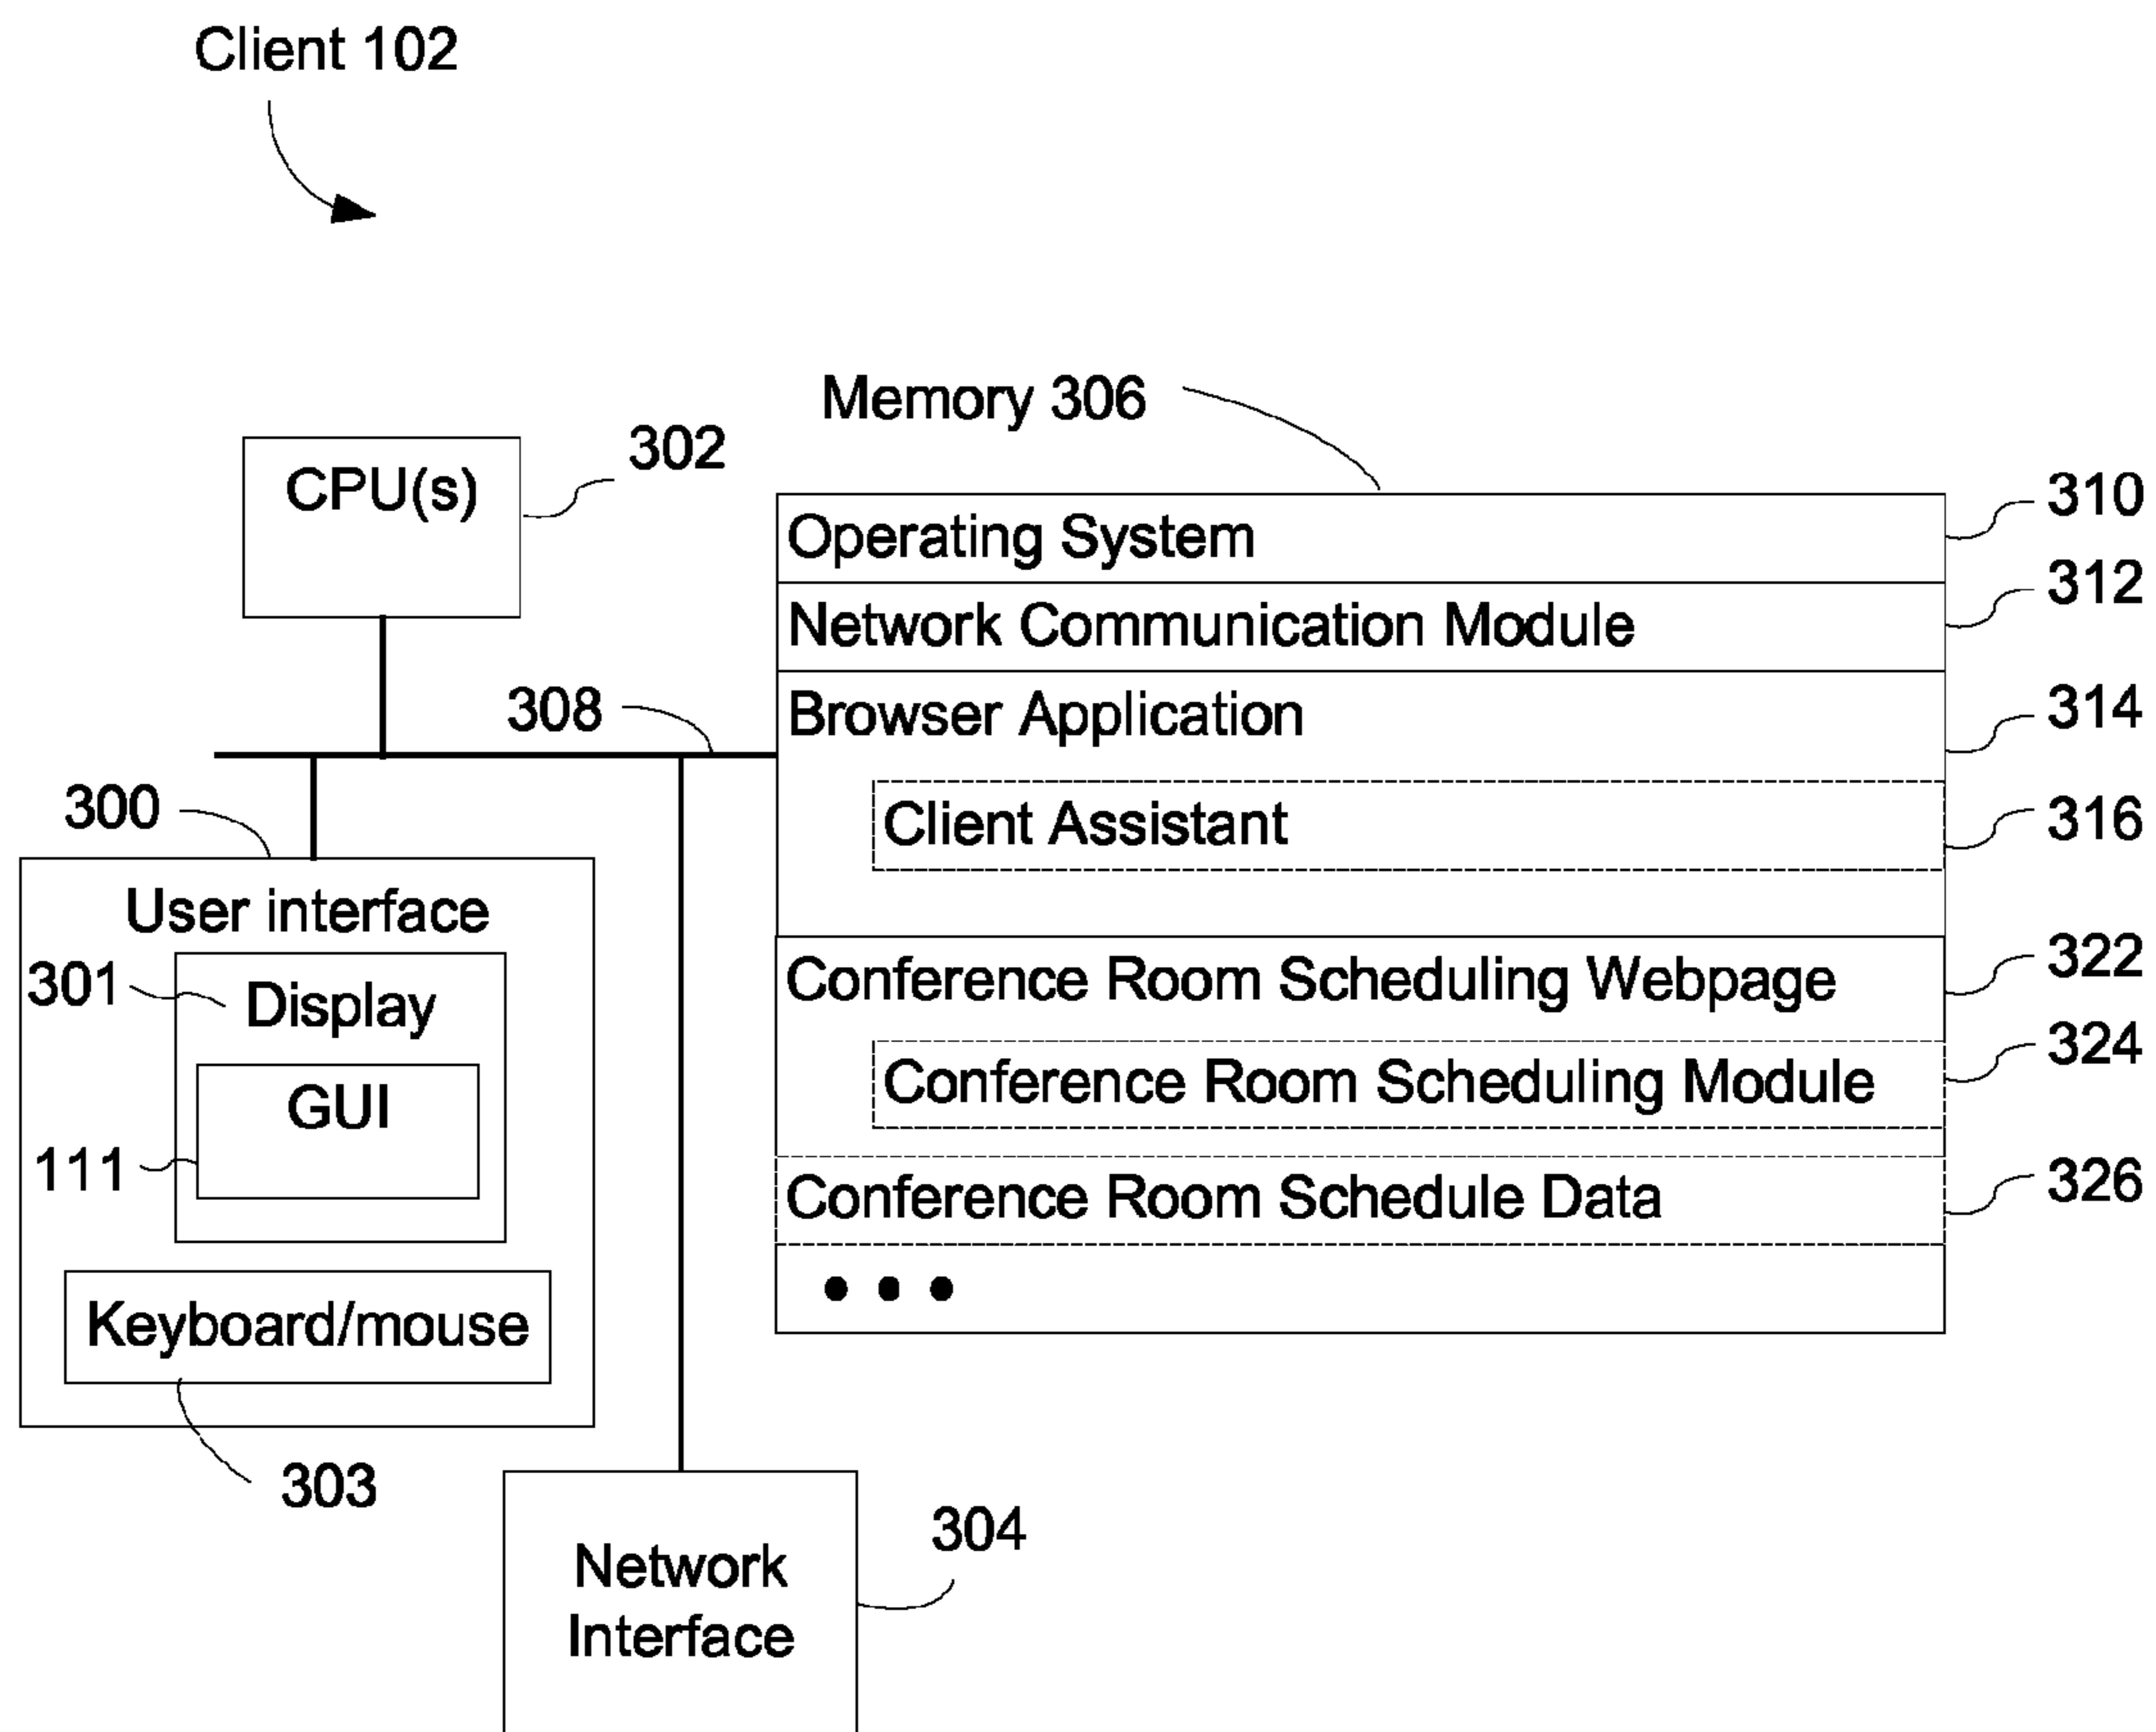 Client 102
Memory 306
CPU(s)
302
Operating System
310
Network Communication Module
312
308
Browser Application
314
Client Assistant
316
300
User interface
301
Display
GUI
111
Keyboard/mouse
303
Conference Room Scheduling Webpage
322
Conference Room Scheduling Module
324
Conference Room Schedule Data
326
Network
Interface
304